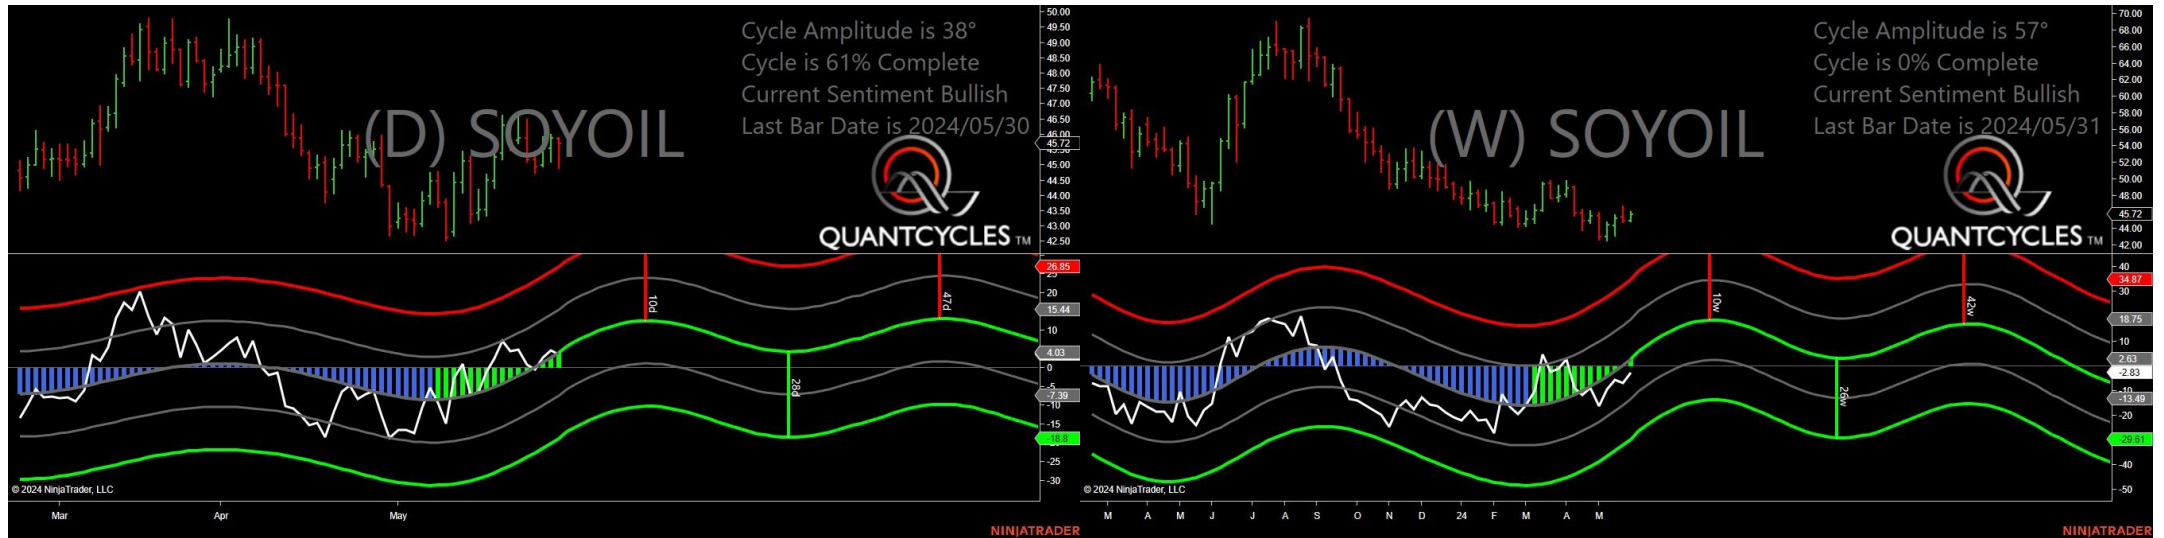 Cycle Amplitude is 38°
Cycle is 61% Complete
Current Sentiment Bullish
Last Bar Date is 2024/05/30
(D) SOYOIL
QUANTCYCLES TM
50.00
49.50
49.00
48.50
48.00
47.50
47.00
46.50
46.00
45.72
45.00
44.50
44.00
43.50
43.00
42.50
26.85
20
15.44
10
4.03
0
-5
-7.39
-10
-15
-18.8
-25
-30
10d
28d
47d
© 2024 NinjaTrader, LLC
Mar
Apr
May
NINJATRADER
Cycle Amplitude is 57°
Cycle is 0% Complete
Current Sentiment Bullish
Last Bar Date is 2024/05/31
(W) SOYOIL
QUANTCYCLES TM
70.00
68.00
66.00
64.00
62.00
60.00
58.00
56.00
54.00
52.00
50.00
48.00
45.72
44.00
42.00
40
34.87
30
18.75
10
2.63
-2.83
-13.49
-20
-29.61
-40
-50
10w
26w
42w
© 2024 NinjaTrader, LLC
M A M J J A S O N D 24 F M A M
NINJATRADER